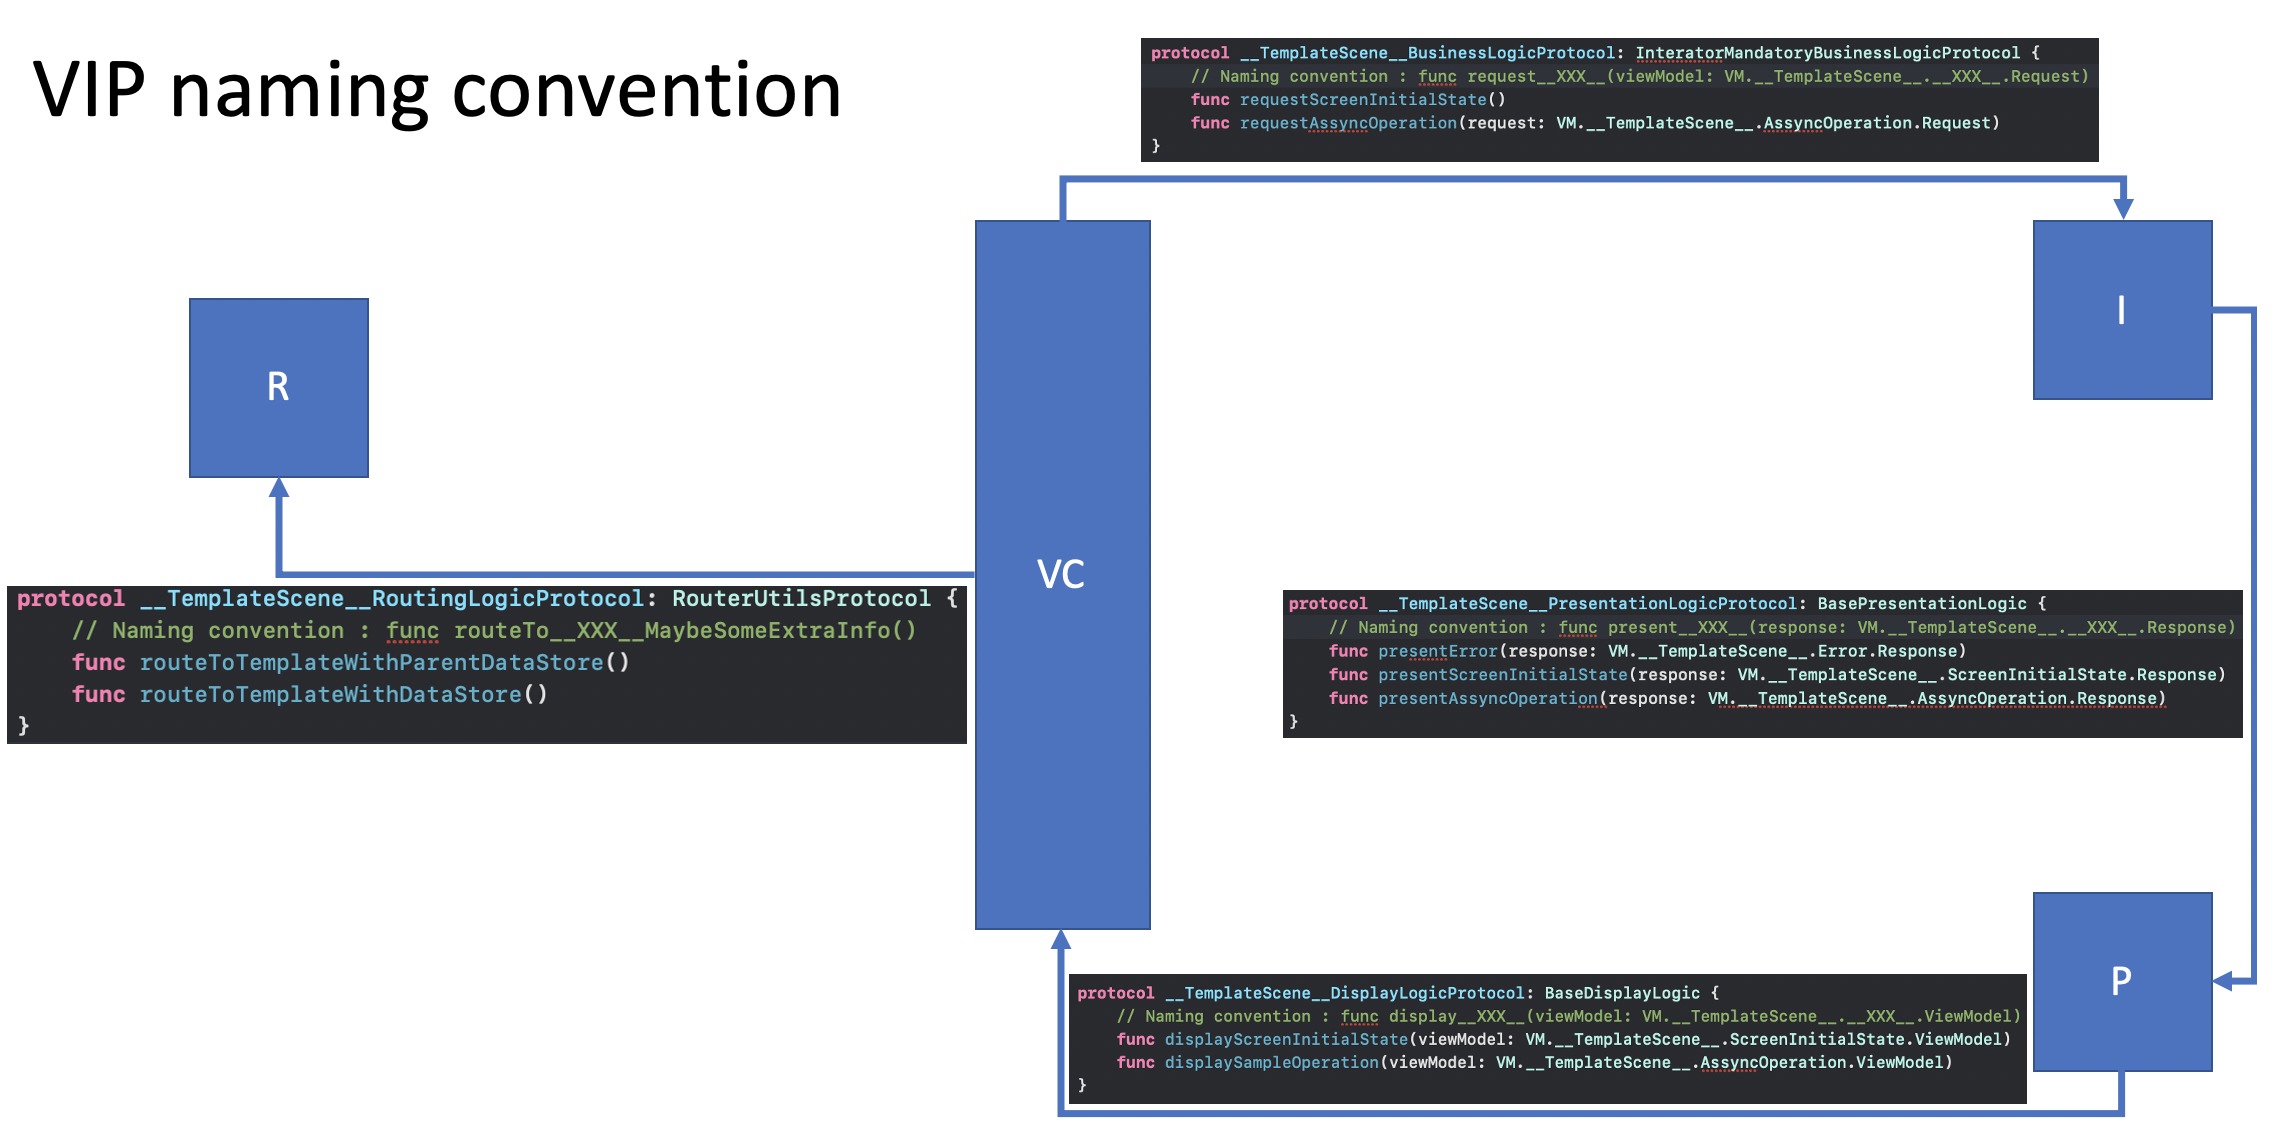 VIP naming convention
protocol __TemplateScene__BusinessLogicProtocol: InteratorMandatoryBusinessLogicProtocol {
// Naming convention : func request__XXX__(viewModel: VM.__TemplateScene__.__XXX__.Request)
func requestScreenInitialState()
func requestAssyncOperation(request: VM.__TemplateScene__.AssyncOperation.Request)
}
I
R
VC
protocol __TemplateScene__RoutingLogicProtocol: RouterUtilsProtocol {
// Naming convention : func routeTo__XXX__MaybeSomeExtraInfo()
func routeToTemplateWithParentDataStore()
func routeToTemplateWithDataStore()
}
protocol __TemplateScene__PresentationLogicProtocol: BasePresentationLogic {
// Naming convention : func present__XXX__(response: VM.__TemplateScene__.__XXX__.Response)
func presentError(response: VM.__TemplateScene__.Error.Response)
func presentScreenInitialState(response: VM.__TemplateScene__.ScreenInitialState.Response)
func presentAssyncOperation(response: VM.__TemplateScene__.AssyncOperation.Response)
}
P
protocol __TemplateScene__DisplayLogicProtocol: BaseDisplayLogic {
// Naming convention : func display__XXX__(viewModel: VM.__TemplateScene__.__XXX__.ViewModel)
func displayScreenInitialState(viewModel: VM.__TemplateScene__.ScreenInitialState.ViewModel)
func displaySampleOperation(viewModel: VM.__TemplateScene__.AssyncOperation.ViewModel)
}